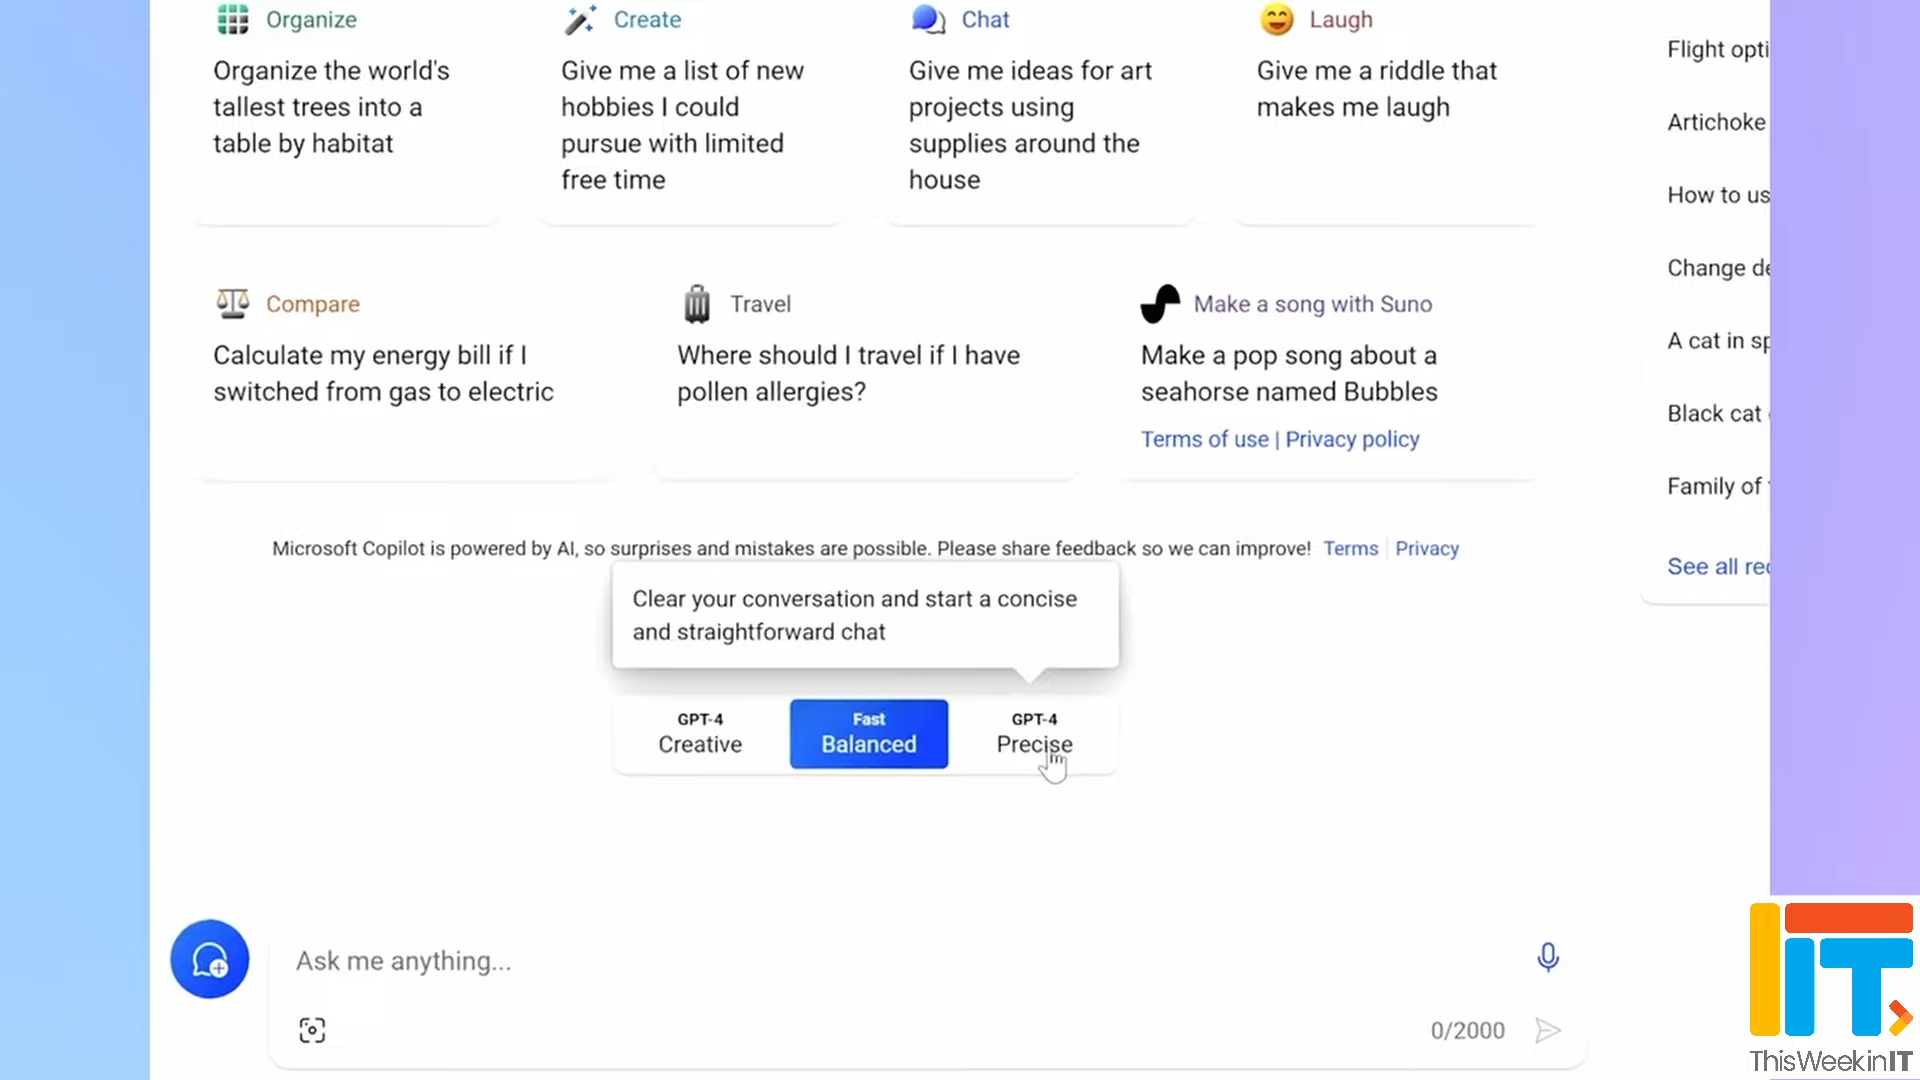 Organize
Organize the world's
tallest trees into a
table by habitat
Create
Give me a list of new
hobbies I could
pursue with limited
free time
Chat
Give me ideas for art
projects using
supplies around the
house
Laugh
Give me a riddle that
makes me laugh
Compare
Calculate my energy bill if I
switched from gas to electric
Travel
Where should I travel if I have
pollen allergies?
Make a song with Suno
Make a pop song about a
seahorse named Bubbles
Terms of use | Privacy policy
Microsoft Copilot is powered by AI, so surprises and mistakes are possible. Please share feedback so we can improve! Terms Privacy
Clear your conversation and start a concise
and straightforward chat
GPT-4
Creative
Fast
Balanced
GPT-4
Precise
Ask me anything...
0/2000
Flight opti
Artichoke
How to us
Change de
A cat in sp
Black cat
Family of
See all rec
IT
ThisWeekinIT